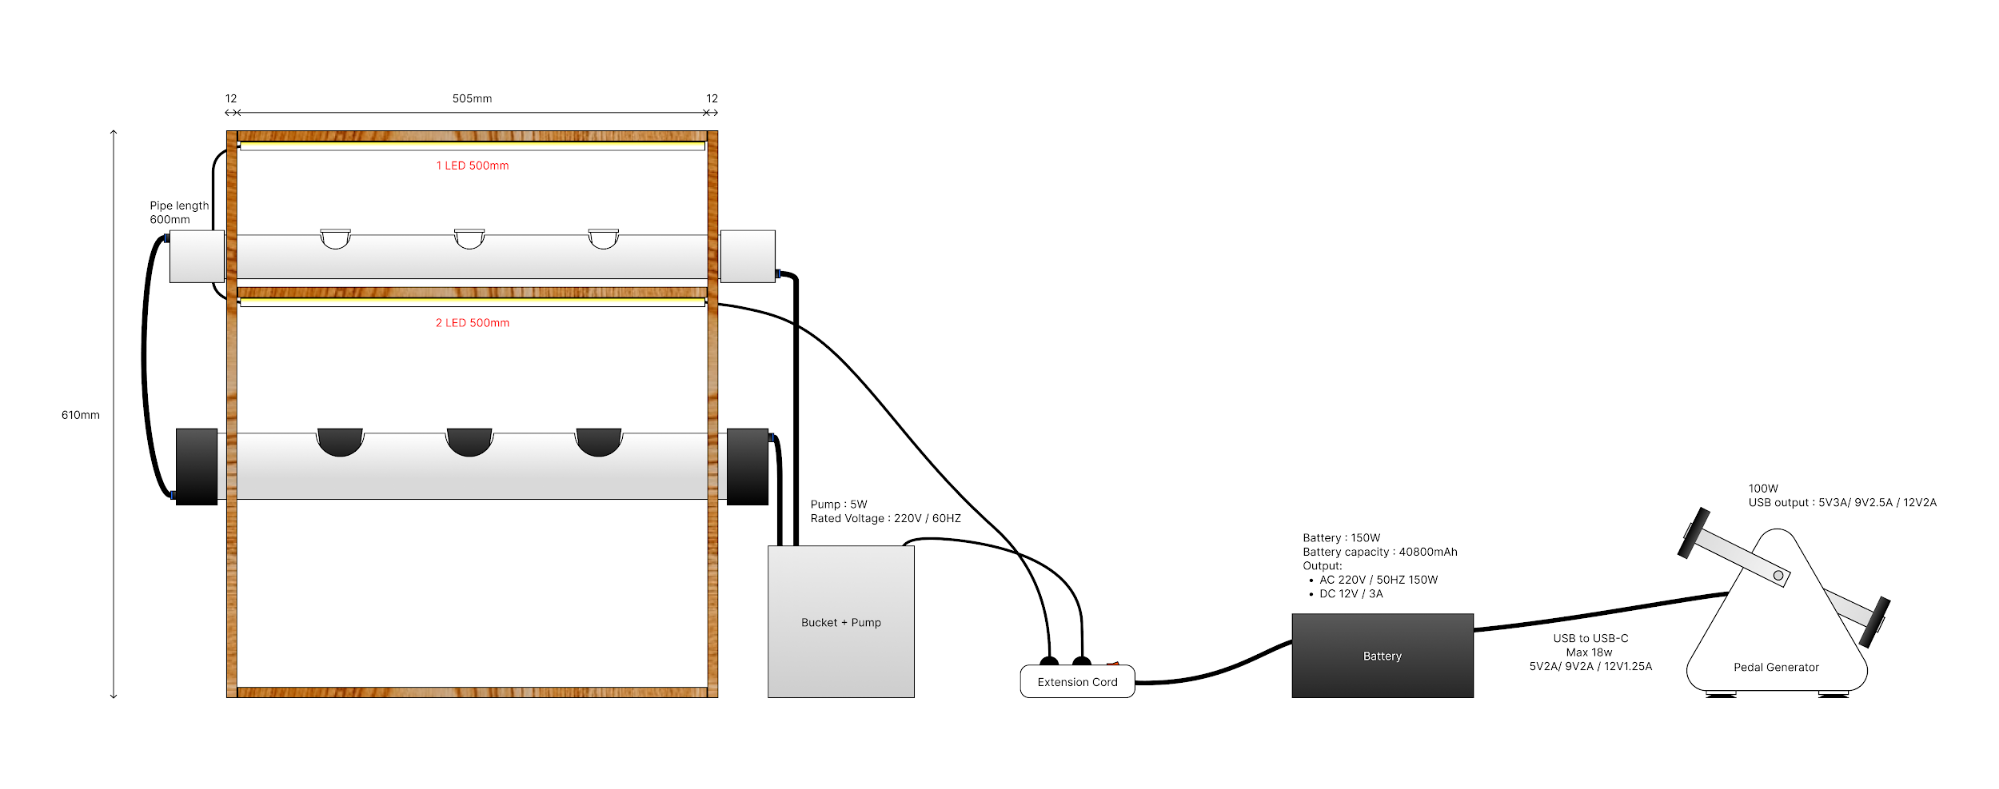 12
505mm
12
1 LED 500mm
Pipe length
600mm
2 LED 500mm
610mm
Pump : 5W
Rated Voltage : 220V / 60HZ
Bucket + Pump
Extension Cord
Battery : 150W
Battery capacity : 40800mAh
Output:
• AC 220V / 50HZ 150W
• DC 12V / 3A
Battery
USB to USB-C
Max 18w
5V2A/ 9V2A / 12V1.25A
100W
USB output : 5V3A/ 9V2.5A / 12V2A
Pedal Generator